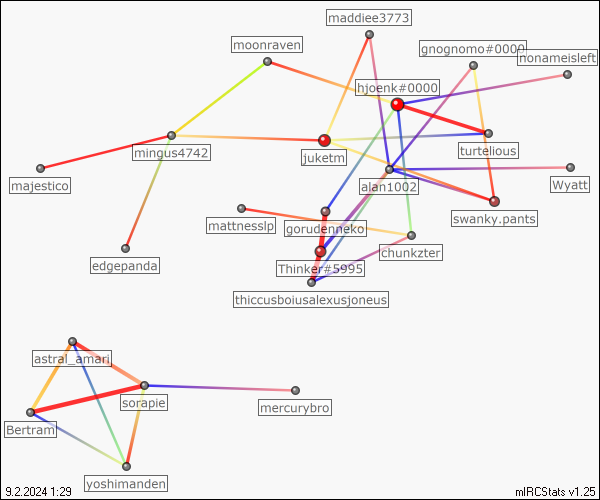 maddiee3773
moonraven
gnognomo#0000
nonameisleft
hjoenk#0000
mingus4742
juketm
turtelious
majestico
alan1002
Wyatt
mattnesslp
swanky.pants
gorudenneko
chunkzter
edgepanda
Thinker#5995
thiccusboiusalexusjoneus
astral_amari
sorapie
mercurybro
Bertram
yoshimanden
9.2.2024 1:29
mIRCStats v1.25